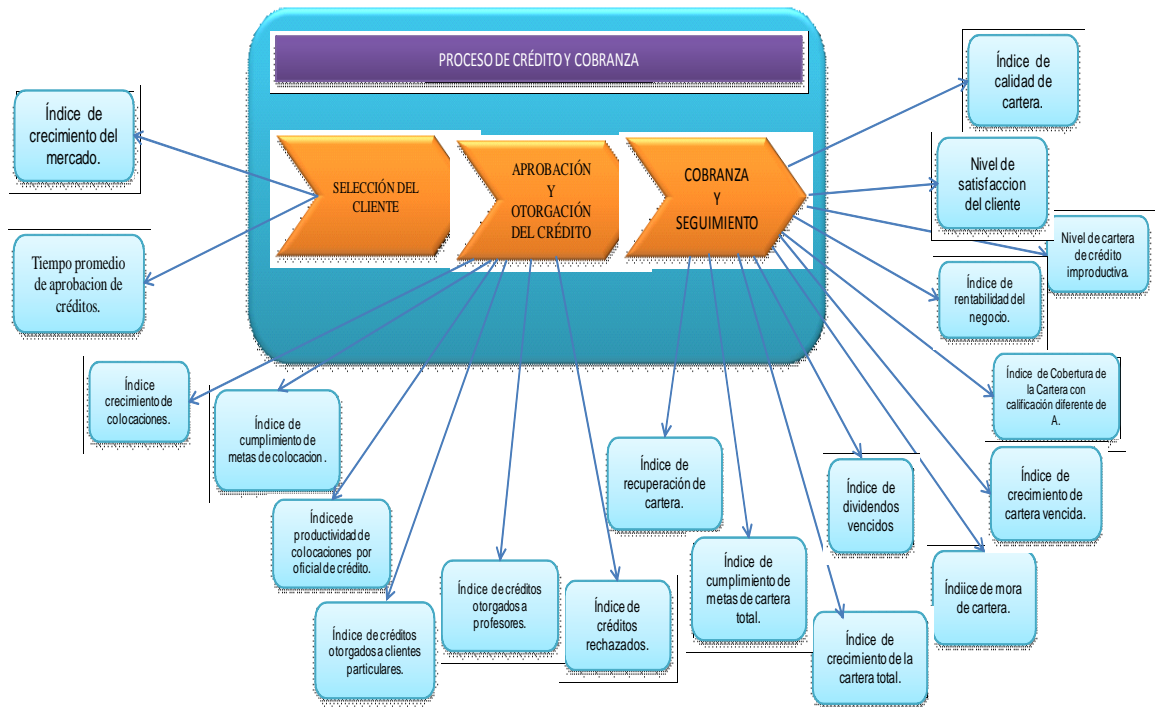 PROCESO DE CRÉDITO Y COBRANZA
SELECCIÓN DEL
CLIENTE
APROBACIÓN
Y
OTORGACIÓN
DEL CRÉDITO
COBRANZA
Y
SEGUIMIENTO
Índice de
crecimiento del
mercado.
Tiempo promedio
de aprobacion de
créditos.
Índice
crecimiento de
colocaciones.
Índice de
cumplimiento de
metas de colocacion .
Índice de
productividad de
colocaciones por
oficial de crédito.
Índice de créditos
otorgados a clientes
particulares.
Índice de créditos
otorgados a
profesores.
Índice de
créditos
rechazados.
Índice de
recuperación de
cartera.
Índice de
cumplimiento de
metas de cartera
total.
Índice de
crecimiento de la
cartera total.
Índice de
dividendos
vencidos
Índiice de mora
de cartera.
Índice de
crecimiento de
cartera vencida.
Índice de Cobertura de
la Cartera con
calificación diferente de
A.
Índice de
rentabilidad del
negocio.
Nivel de cartera
de crédito
improductiva.
Nivel de
satisfaccion
del cliente
Índice de
calidad de
cartera.